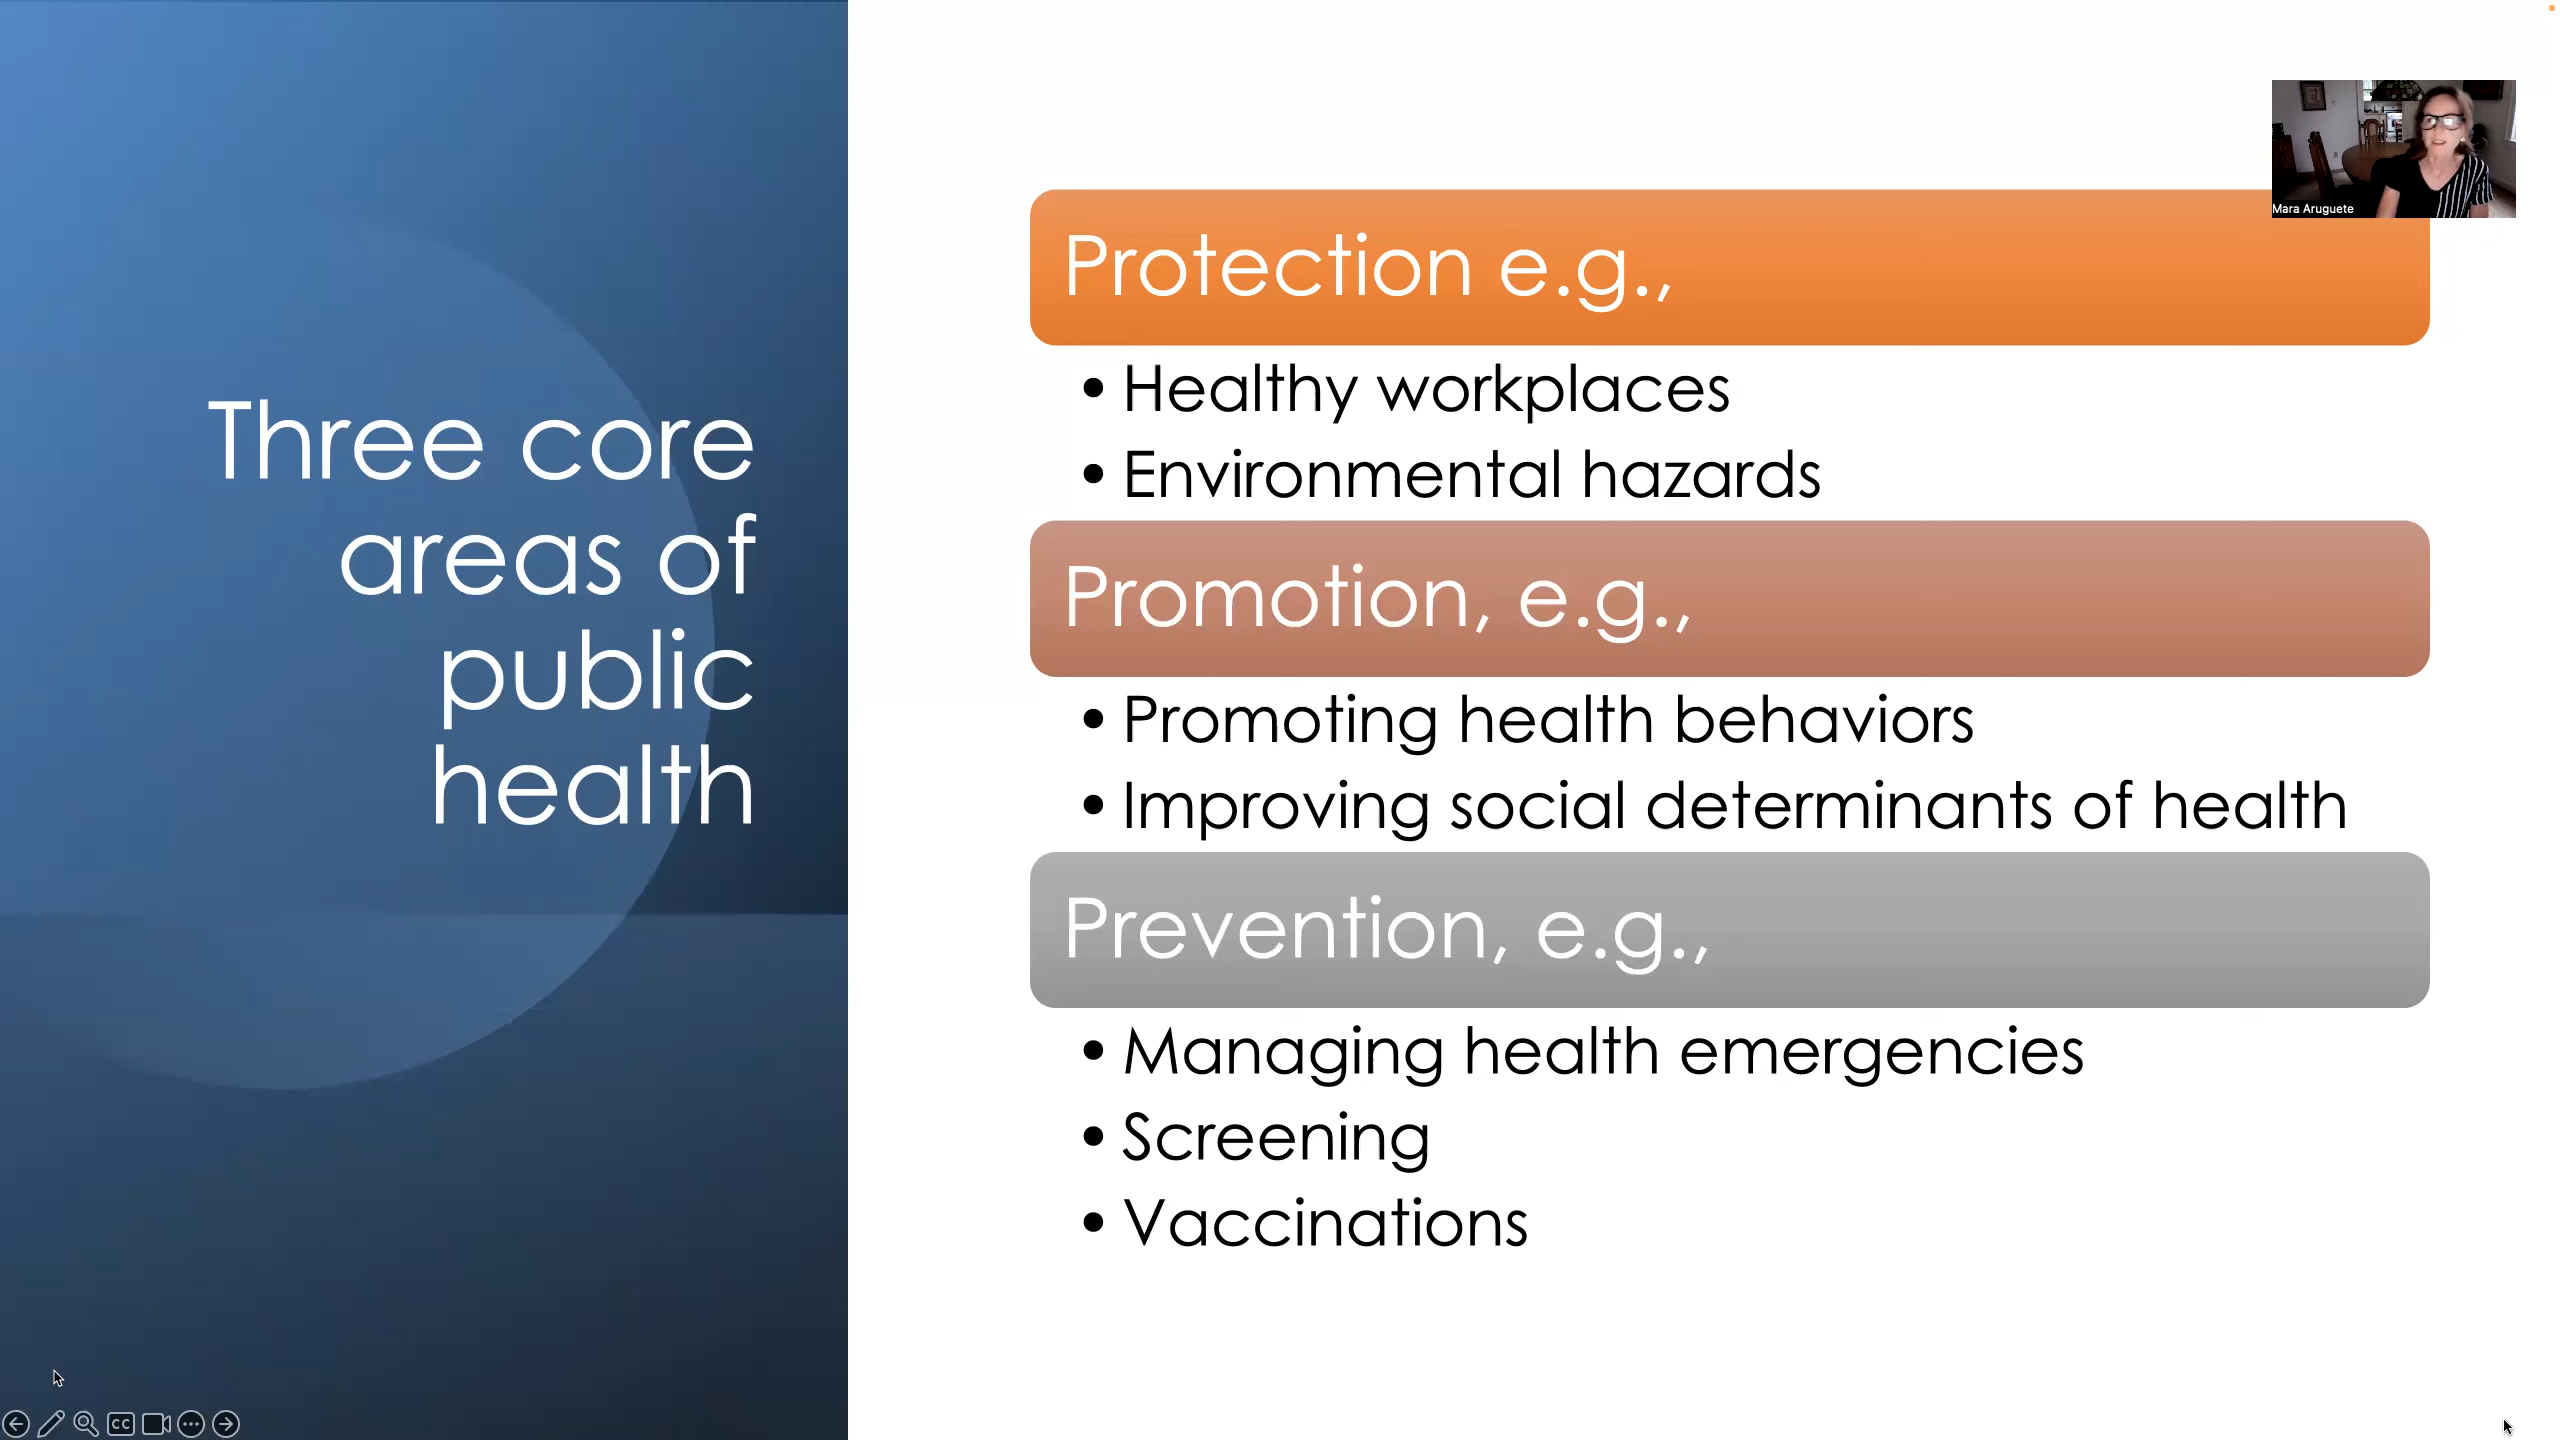 Three core
areas of
public
health
Mara Aruguete
Protection e.g.,
• Healthy workplaces
• Environmental hazards
Promotion, e.g.,
• Promoting health behaviors
• Improving social determinants of health
Prevention, e.g.,
• Managing health emergencies
• Screening
• Vaccinations
CC